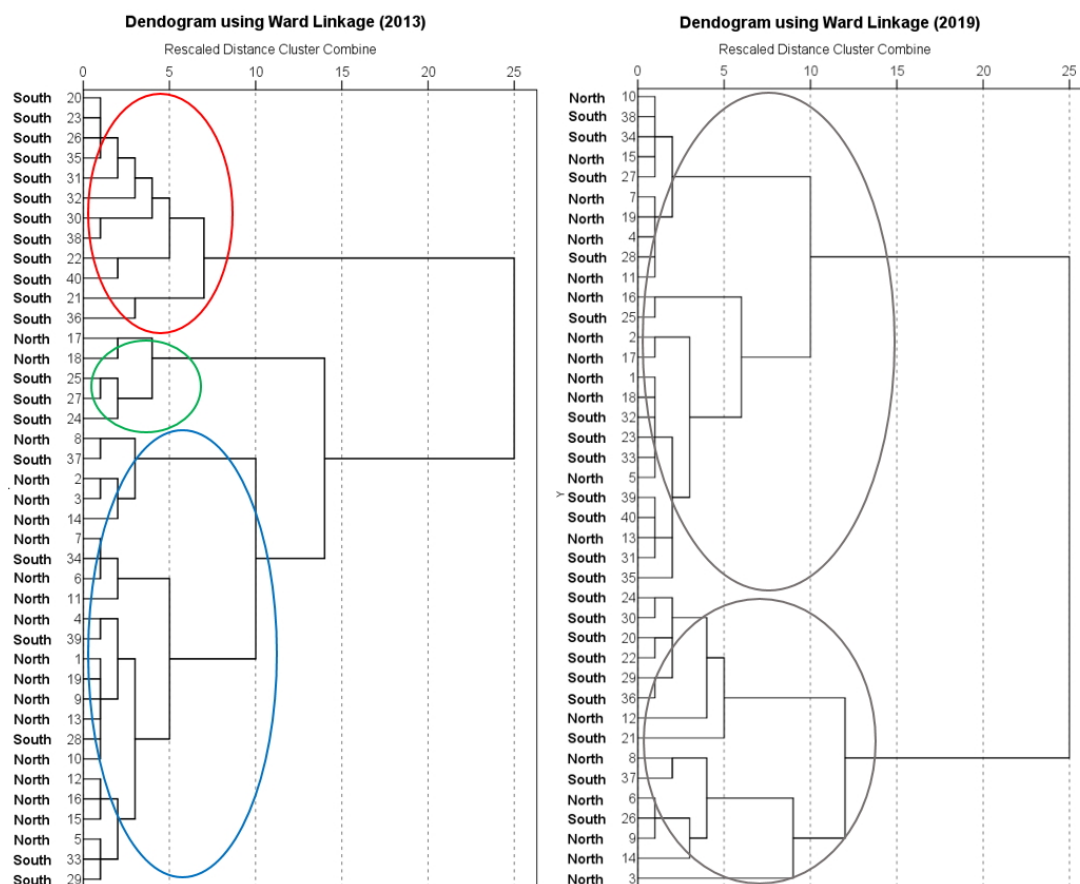 Dendogram using Ward Linkage (2013)
Rescaled Distance Cluster Combine
0 5 10 15 20 25
South 20
South 23
South 26
South 35
South 31
South 32
South 30
South 38
South 22
South 40
South 21
South 36
North 17
North 18
South 25
South 27
South 24
North 8
South 37
North 2
North 3
North 14
North 7
South 34
North 6
North 11
North 4
South 39
North 1
North 19
North 9
North 13
South 28
North 10
North 12
North 16
North 15
North 5
South 33
South 29
Dendogram using Ward Linkage (2019)
Rescaled Distance Cluster Combine
0 5 10 15 20 25
North 10
South 38
South 34
North 15
South 27
North 7
North 19
North 4
South 28
North 11
North 16
South 25
North 2
North 17
North 1
North 18
South 32
South 23
South 33
North 5
Y
South 39
South 40
North 13
South 31
South 35
South 24
South 30
South 20
South 22
South 29
South 36
North 12
South 21
North 8
South 37
North 6
South 26
North 9
North 14
North 3